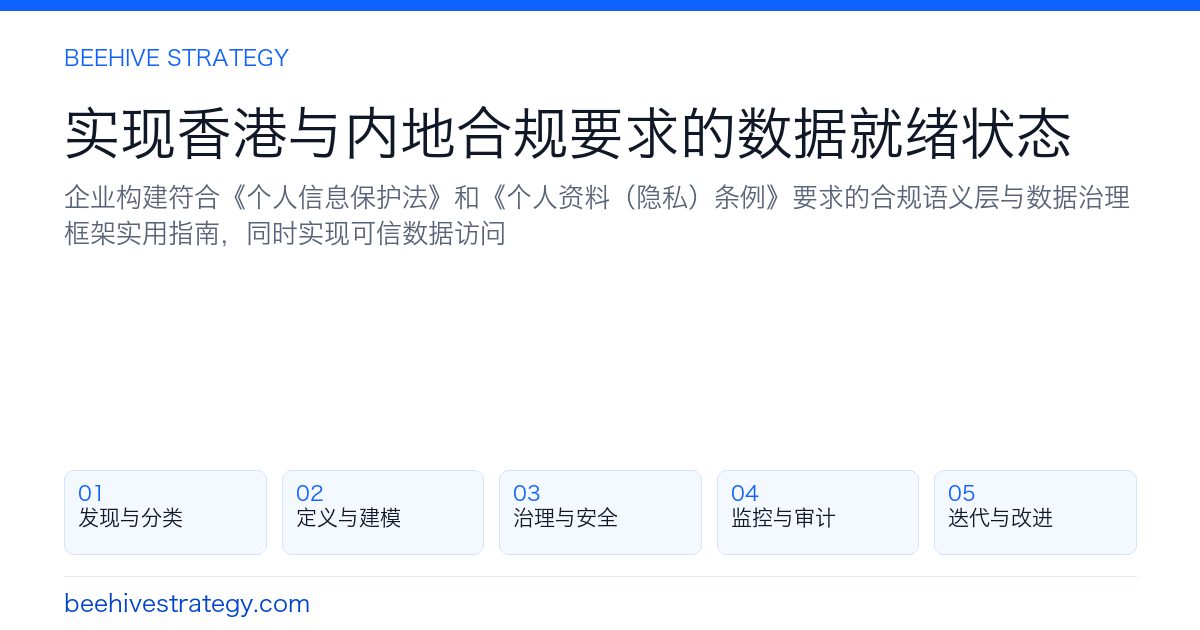 BEEHIVE STRATEGY
实现香港与内地合规要求的数据就绪状态
企业构建符合《个人信息保护法》和《个人资料（隐私）条例》要求的合规语义层与数据治理
框架实用指南，同时实现可信数据访问
01
发现与分类
02
定义与建模
03
治理与安全
04
监控与审计
05
迭代与改进
beehivestrategy.com